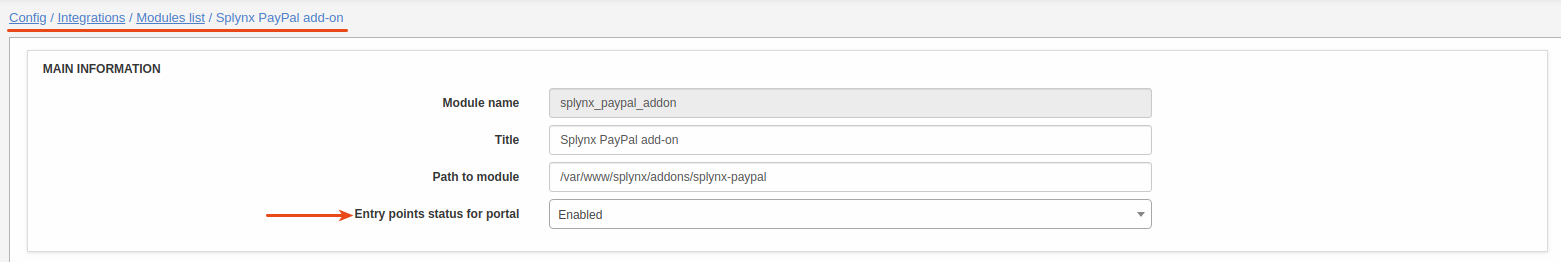 Config / Integrations / Modules list / Splynx PayPal add-on
MAIN INFORMATION
Module name splynx_paypal_addon
Title Splynx PayPal add-on
Path to module /var/www/splynx/addons/splynx-paypal
Entry points status for portal Enabled